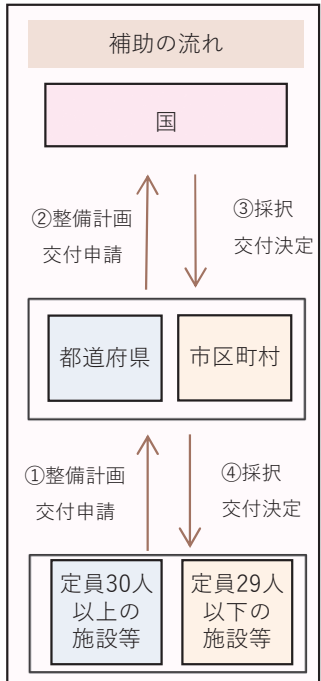 補助の流れ
国
②整備計画
交付申請
③採択
交付決定
都道府県
市区町村
①整備計画
交付申請
④採択
交付決定
定員30人
以上の
施設等
定員29人
以下の
施設等